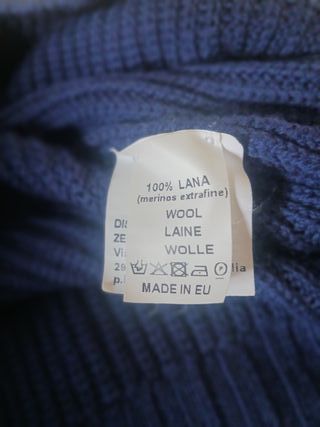 100% LANA
(merinos extrafine)
WOOL
LAINE
WOLLE
MADE IN EU